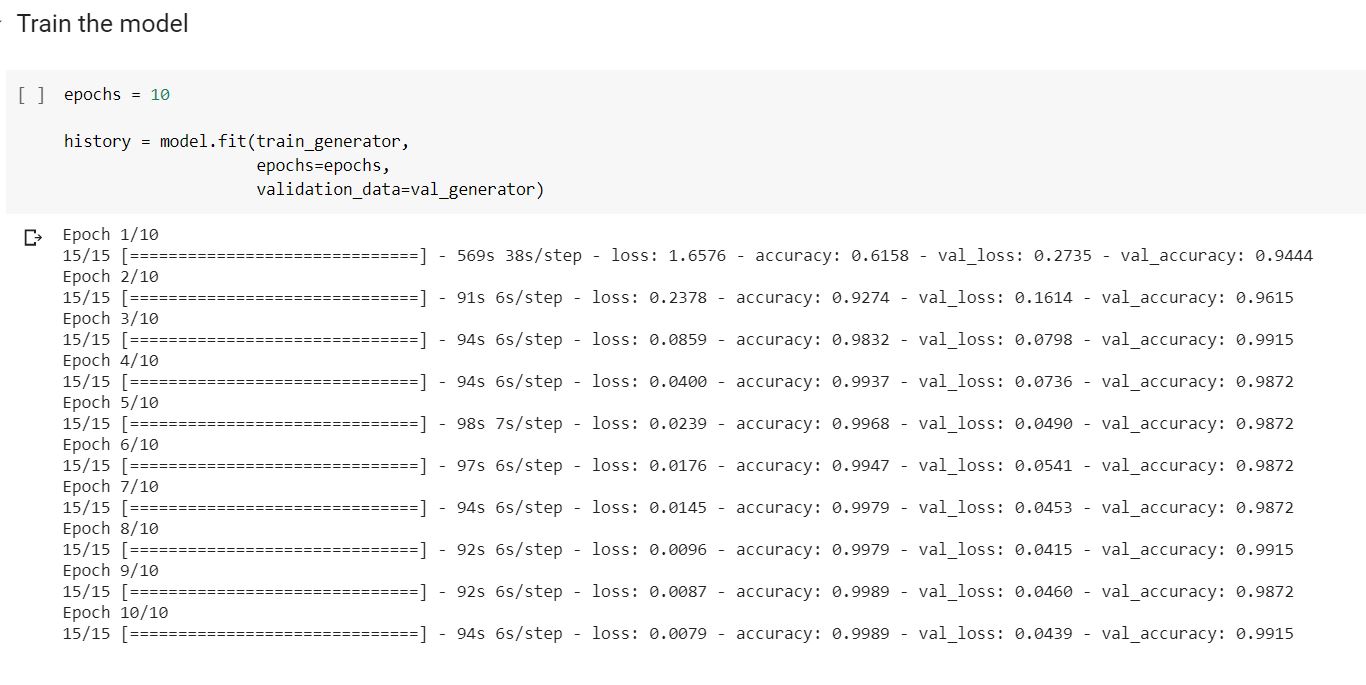 Train the model
[ ] epochs = 10
history = model.fit(train_generator,
epochs=epochs,
validation_data=val_generator)
Epoch 1/10
15/15 [==============================] - 569s 38s/step - loss: 1.6576 - accuracy: 0.6158 - val_loss: 0.2735 - val_accuracy: 0.9444
Epoch 2/10
15/15 [==============================] - 91s 6s/step - loss: 0.2378 - accuracy: 0.9274 - val_loss: 0.1614 - val_accuracy: 0.9615
Epoch 3/10
15/15 [==============================] - 94s 6s/step - loss: 0.0859 - accuracy: 0.9832 - val_loss: 0.0798 - val_accuracy: 0.9915
Epoch 4/10
15/15 [==============================] - 94s 6s/step - loss: 0.0400 - accuracy: 0.9937 - val_loss: 0.0736 - val_accuracy: 0.9872
Epoch 5/10
15/15 [==============================] - 98s 7s/step - loss: 0.0239 - accuracy: 0.9968 - val_loss: 0.0490 - val_accuracy: 0.9872
Epoch 6/10
15/15 [==============================] - 97s 6s/step - loss: 0.0176 - accuracy: 0.9947 - val_loss: 0.0541 - val_accuracy: 0.9872
Epoch 7/10
15/15 [==============================] - 94s 6s/step - loss: 0.0145 - accuracy: 0.9979 - val_loss: 0.0453 - val_accuracy: 0.9872
Epoch 8/10
15/15 [==============================] - 92s 6s/step - loss: 0.0096 - accuracy: 0.9979 - val_loss: 0.0415 - val_accuracy: 0.9915
Epoch 9/10
15/15 [==============================] - 92s 6s/step - loss: 0.0087 - accuracy: 0.9989 - val_loss: 0.0460 - val_accuracy: 0.9872
Epoch 10/10
15/15 [==============================] - 94s 6s/step - loss: 0.0079 - accuracy: 0.9989 - val_loss: 0.0439 - val_accuracy: 0.9915